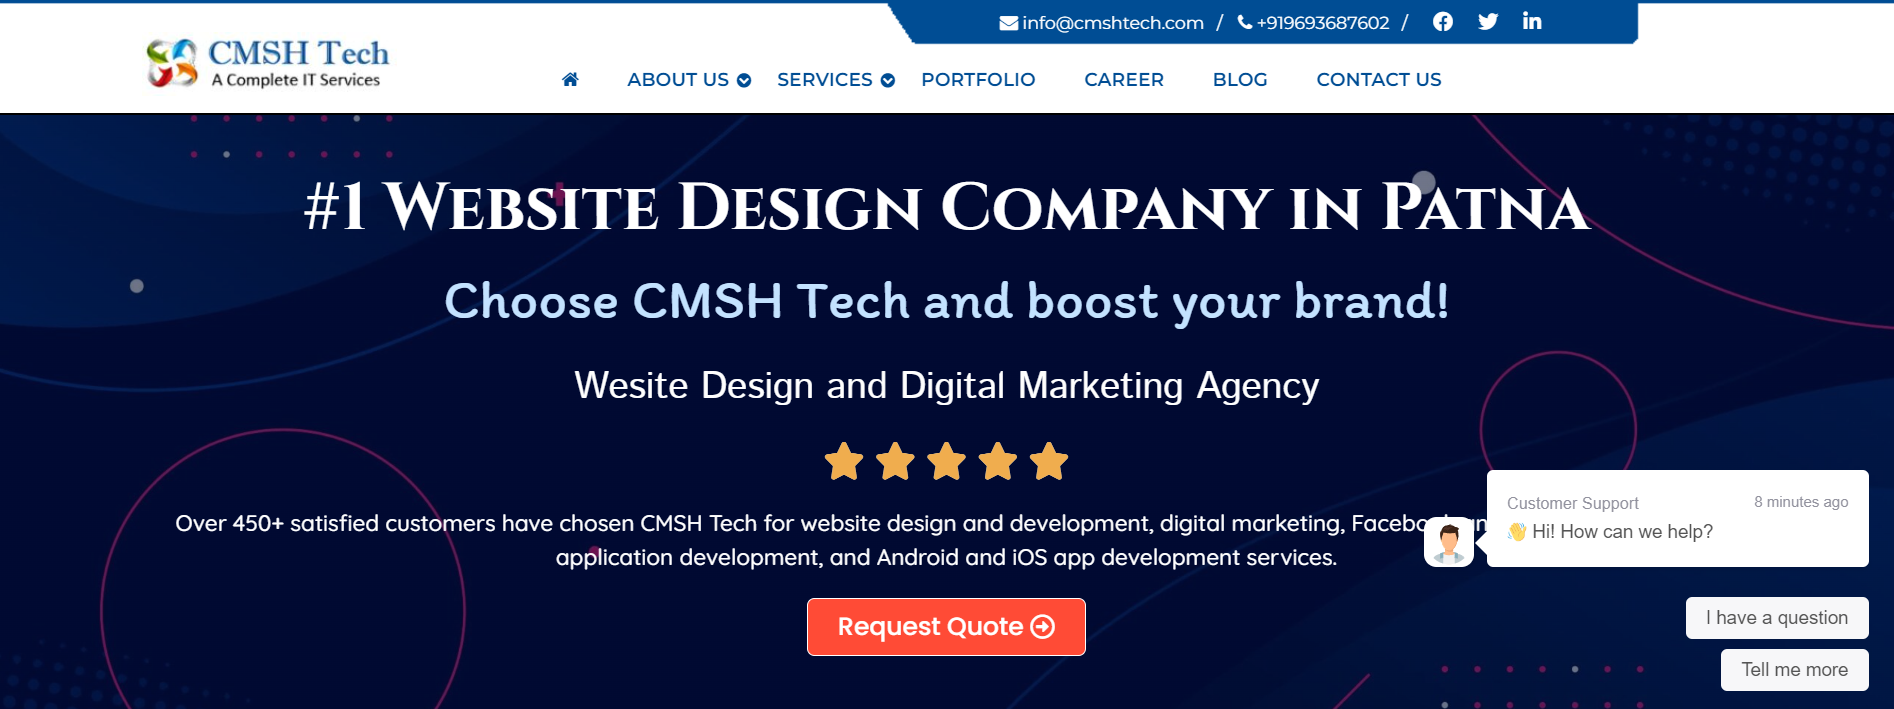 info@cmshtech.com / +919693687602 /
CMSH Tech
A Complete IT Services
ABOUT US SERVICES PORTFOLIO CAREER BLOG CONTACT US
#1 Website Design Company in Patna
Choose CMSH Tech and boost your brand!
Wesite Design and Digital Marketing Agency
Over 450+ satisfied customers have chosen CMSH Tech for website design and development, digital marketing,
application development, and Android and iOS app development services.
Request Quote
Customer Support 8 minutes ago
👋 Hi! How can we help?
I have a question
Tell me more